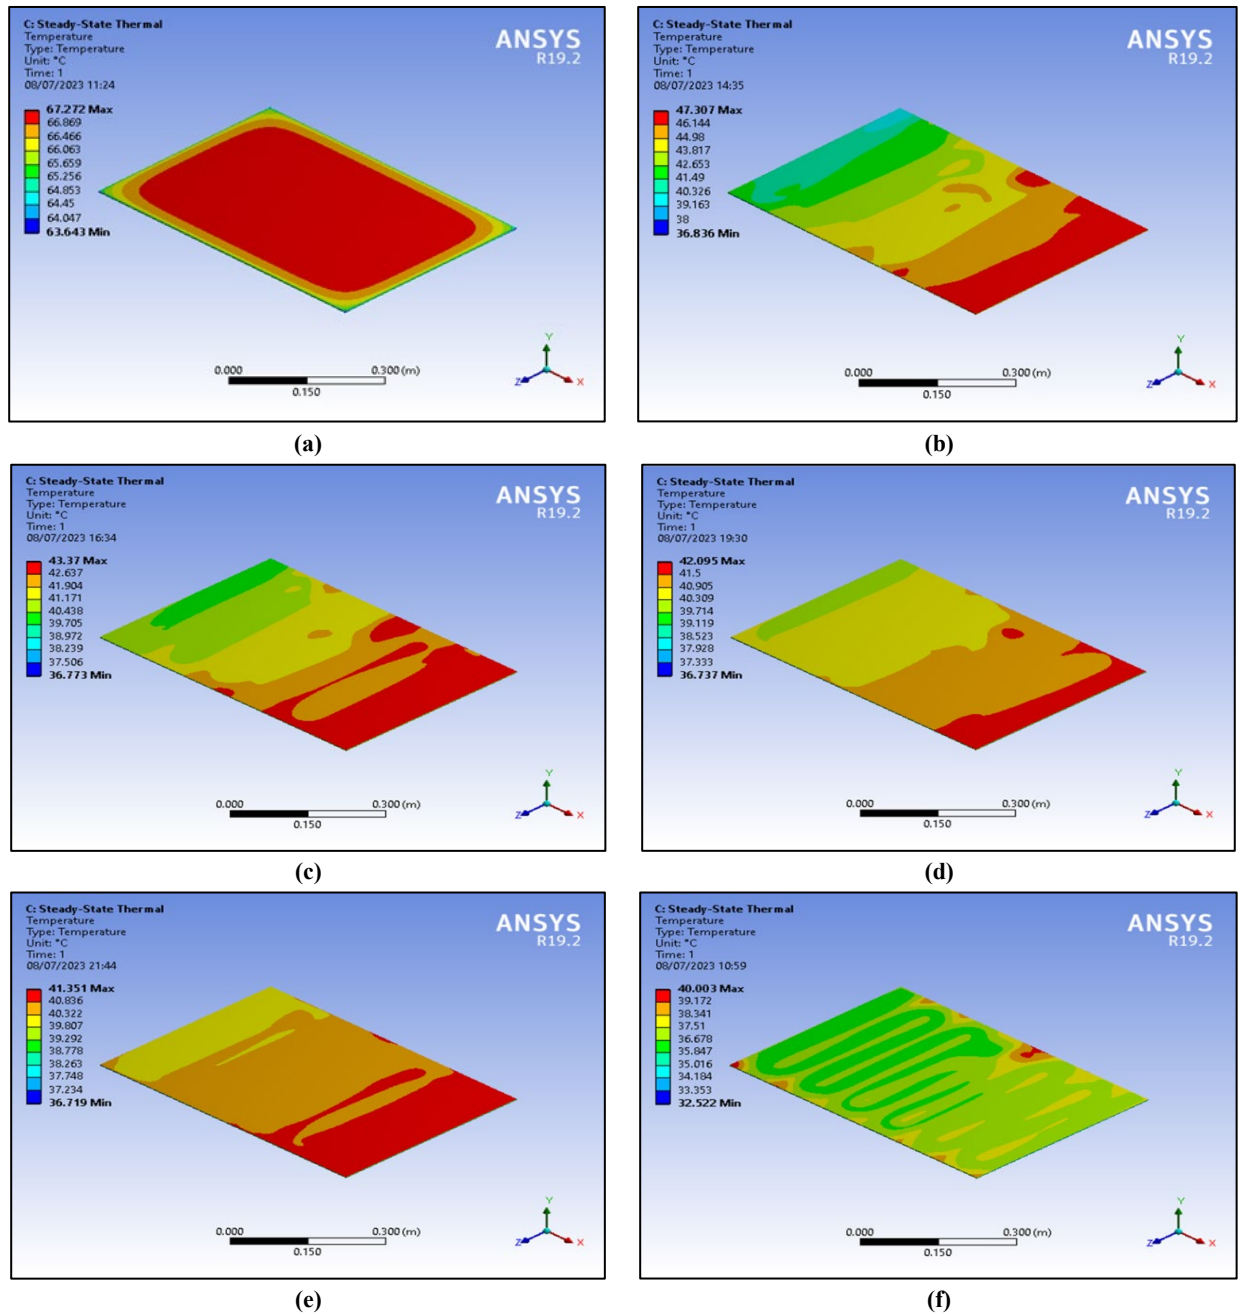 C: Steady-State Thermal
Temperature
Type: Temperature
Unit: °C
Time: 1
08/07/2023 11:24
67.272 Max
66.869
66.466
66.063
65.659
65.256
64.853
64.45
64.047
63.643 Min
ANSYS
R19.2
0.000
0.300 (m)
0.150
Y
Z
X
(a)
C: Steady-State Thermal
Temperature
Type: Temperature
Unit: °C
Time: 1
08/07/2023 14:35
47.307 Max
46.144
44.98
43.817
42.653
41.49
40.326
39.163
38
36.836 Min
ANSYS
R19.2
0.000
0.300 (m)
0.150
Y
Z
X
(b)
C: Steady-State Thermal
Temperature
Type: Temperature
Unit: °C
Time: 1
08/07/2023 16:34
43.37 Max
42.637
41.904
41.171
40.438
39.705
38.972
38.239
37.506
36.773 Min
ANSYS
R19.2
0.000
0.300 (m)
0.150
Y
Z
X
(c)
C: Steady-State Thermal
Temperature
Type: Temperature
Unit: °C
Time: 1
08/07/2023 19:30
42.095 Max
41.5
40.905
40.309
39.714
39.119
38.523
37.928
37.333
36.737 Min
ANSYS
R19.2
0.000
0.300 (m)
0.150
Y
Z
X
(d)
C: Steady-State Thermal
Temperature
Type: Temperature
Unit: °C
Time: 1
08/07/2023 21:44
41.351 Max
40.836
40.322
39.807
39.292
38.778
38.263
37.748
37.234
36.719 Min
ANSYS
R19.2
0.000
0.300 (m)
0.150
Y
Z
X
(e)
C: Steady-State Thermal
Temperature
Type: Temperature
Unit: °C
Time: 1
08/07/2023 10:59
40.003 Max
39.172
38.341
37.51
36.678
35.847
35.016
34.184
33.353
32.522 Min
ANSYS
R19.2
0.000
0.300 (m)
0.150
Y
Z
X
(f)